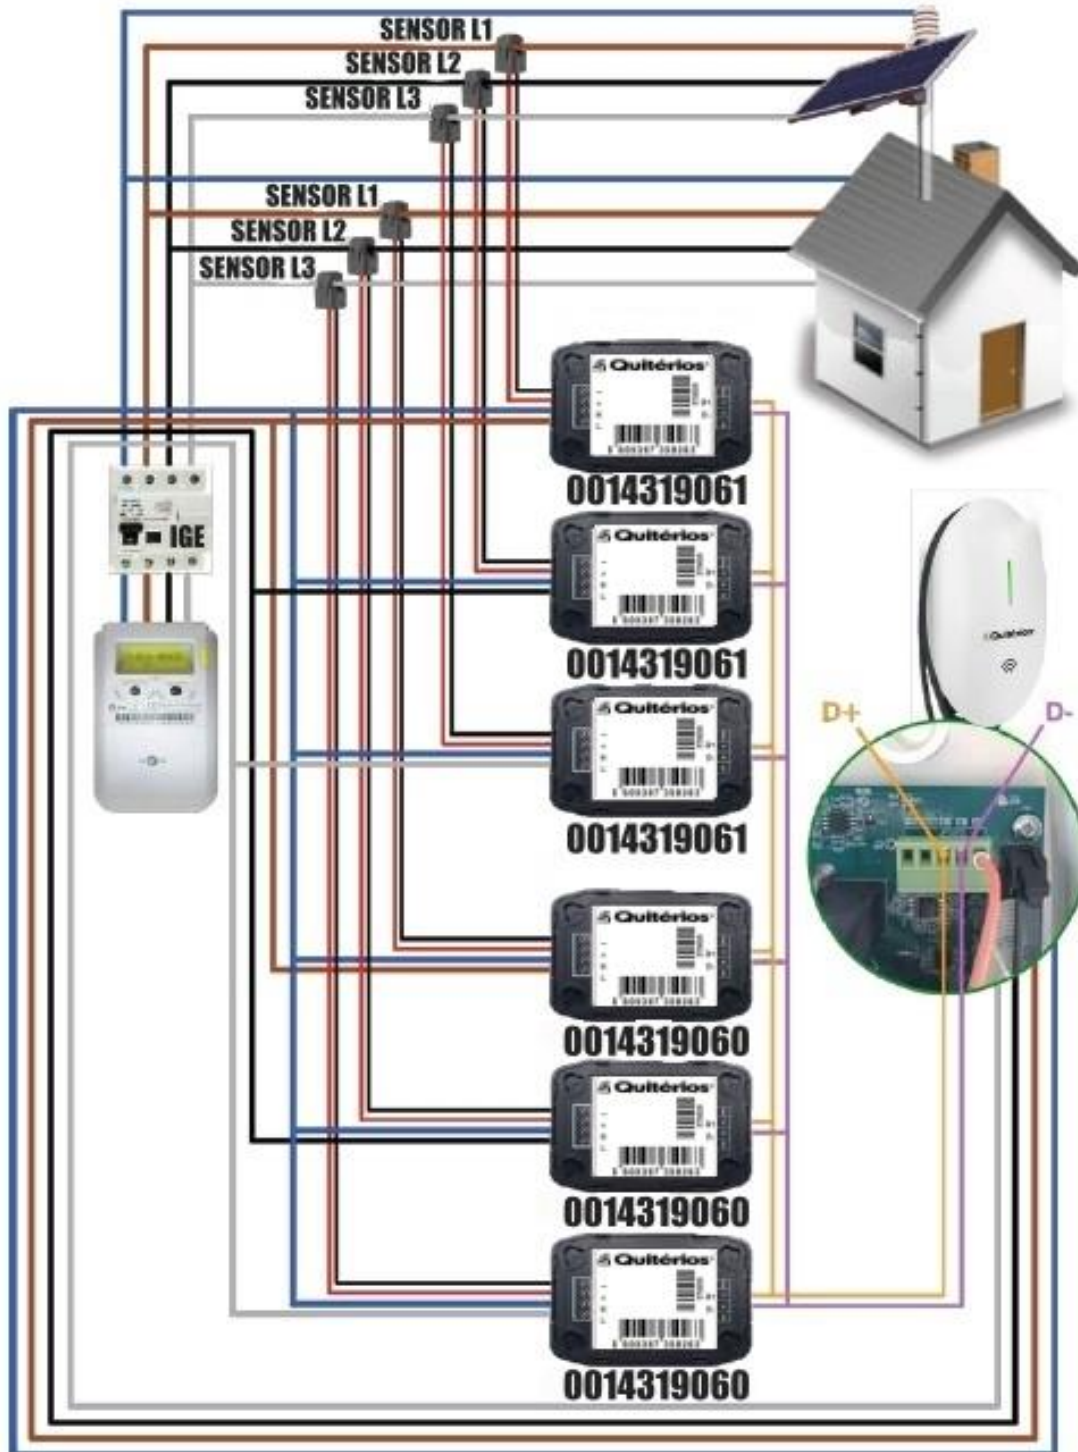 SENSOR L1
SENSOR L2
SENSOR L3
SENSOR L1
SENSOR L2
SENSOR L3
Quitérios
0014319061
IGE
Quitérios
0014319061
Quitérios
D+
D-
0014319061
Quitérios
0014319060
Quitérios
0014319060
Quitérios
0014319060